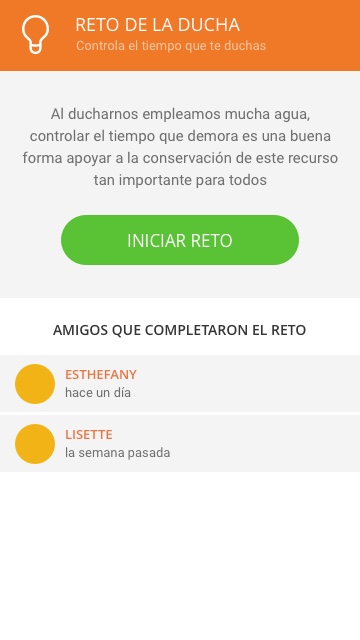 RETO DE LA DUCHA
Controla el tiempo que te duchas
Al ducharnos empleamos mucha agua,
controlar el tiempo que demora es una buena
forma apoyar a la conservación de este recurso
tan importante para todos
INICIAR RETO
AMIGOS QUE COMPLETARON EL RETO
ESTHEFANY
hace un día
LISETTE
la semana pasada